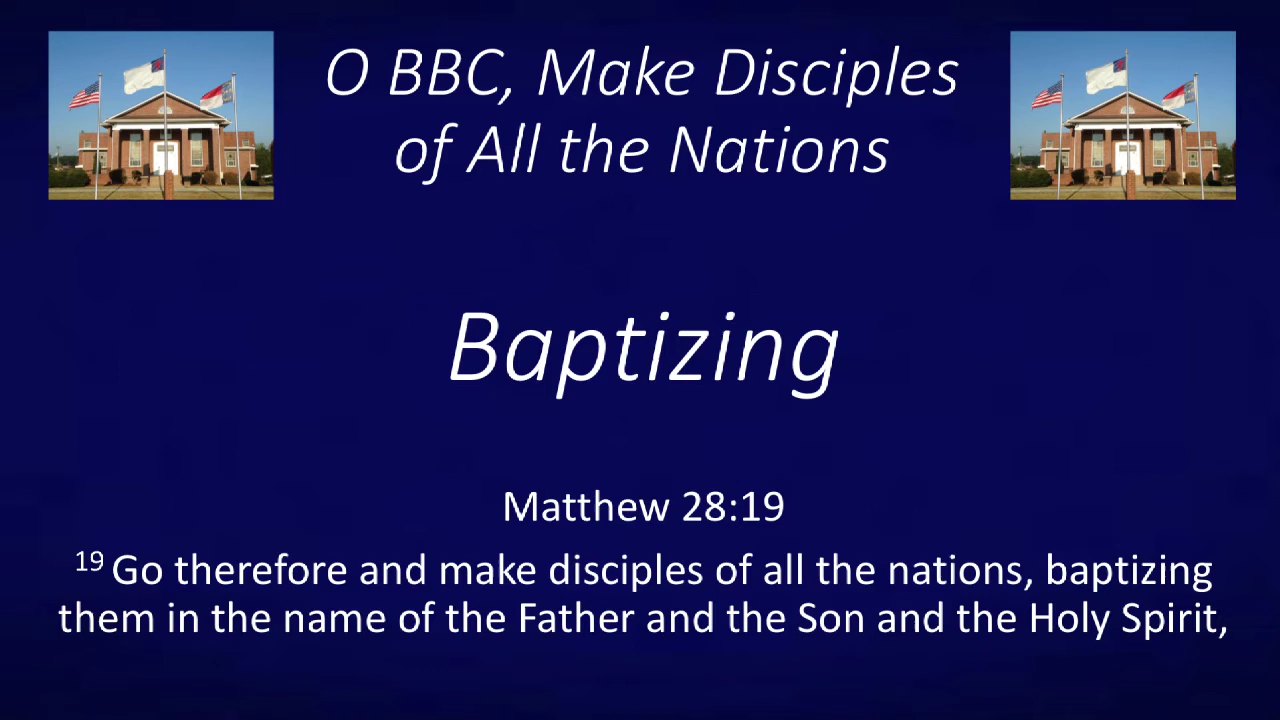 O BBC, Make Disciples
of All the Nations
Baptizing
Matthew 28:19
19 Go therefore and make disciples of all the nations, baptizing
them in the name of the Father and the Son and the Holy Spirit,